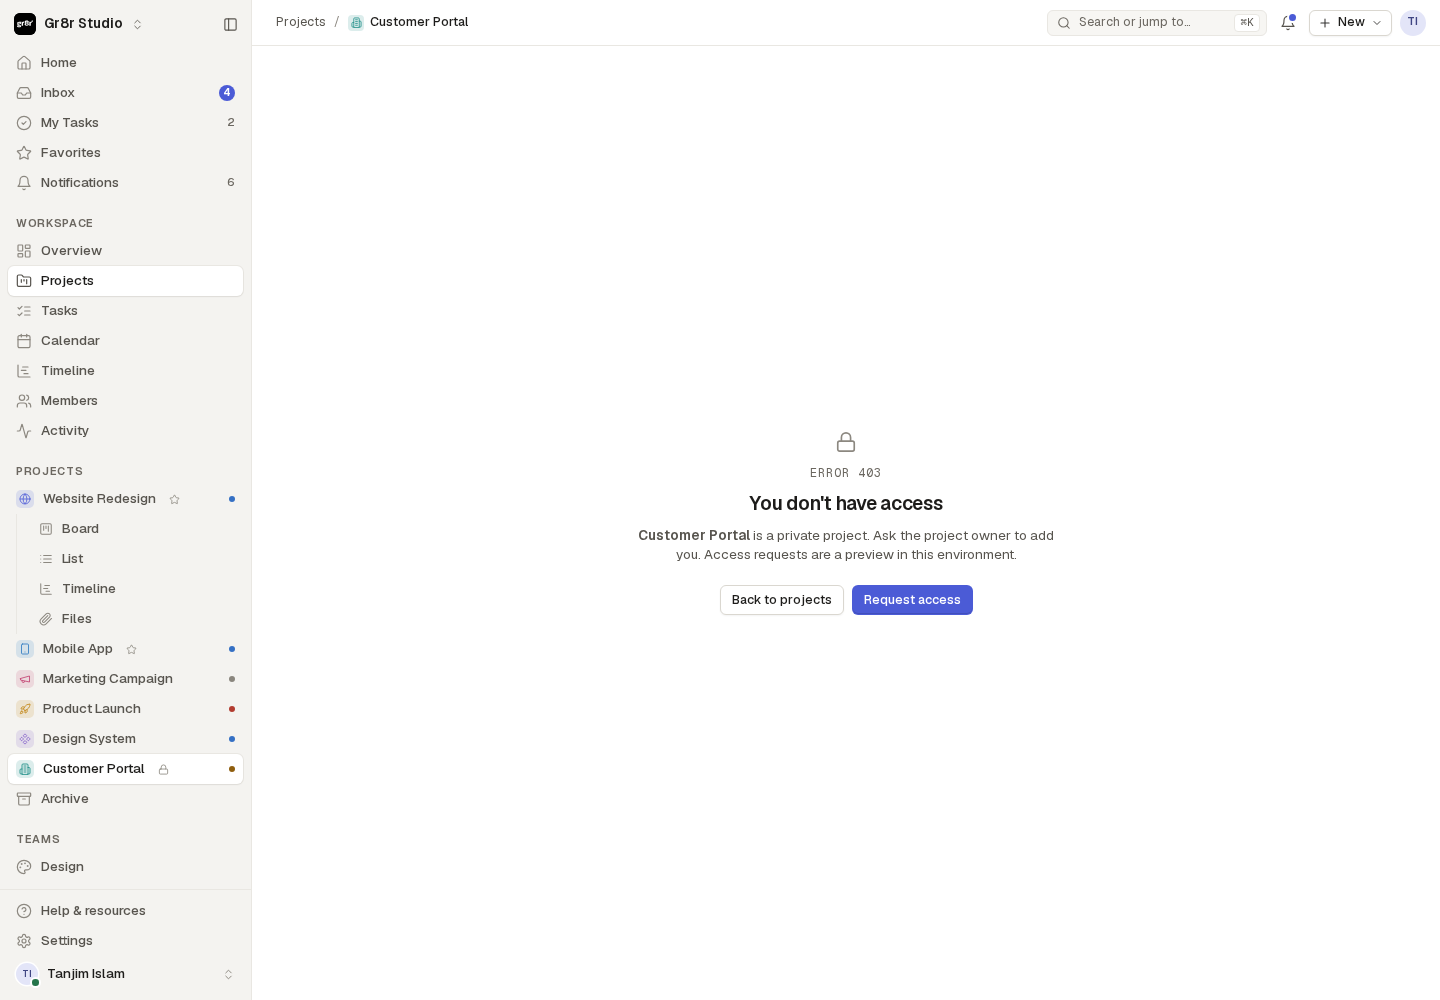 gr8r
Gr8r Studio
Home
Inbox
4
My Tasks
2
Favorites
Notifications
6
WORKSPACE
Overview
Projects
Tasks
Calendar
Timeline
Members
Activity
PROJECTS
Website Redesign
Board
List
Timeline
Files
Mobile App
Marketing Campaign
Product Launch
Design System
Customer Portal
Archive
TEAMS
Design
Help & resources
Settings
TI
Tanjim Islam
Projects / Customer Portal
Search or jump to...
⌘K
New
TI
ERROR 403
You don't have access
Customer Portal is a private project. Ask the project owner to add
you. Access requests are a preview in this environment.
Back to projects
Request access